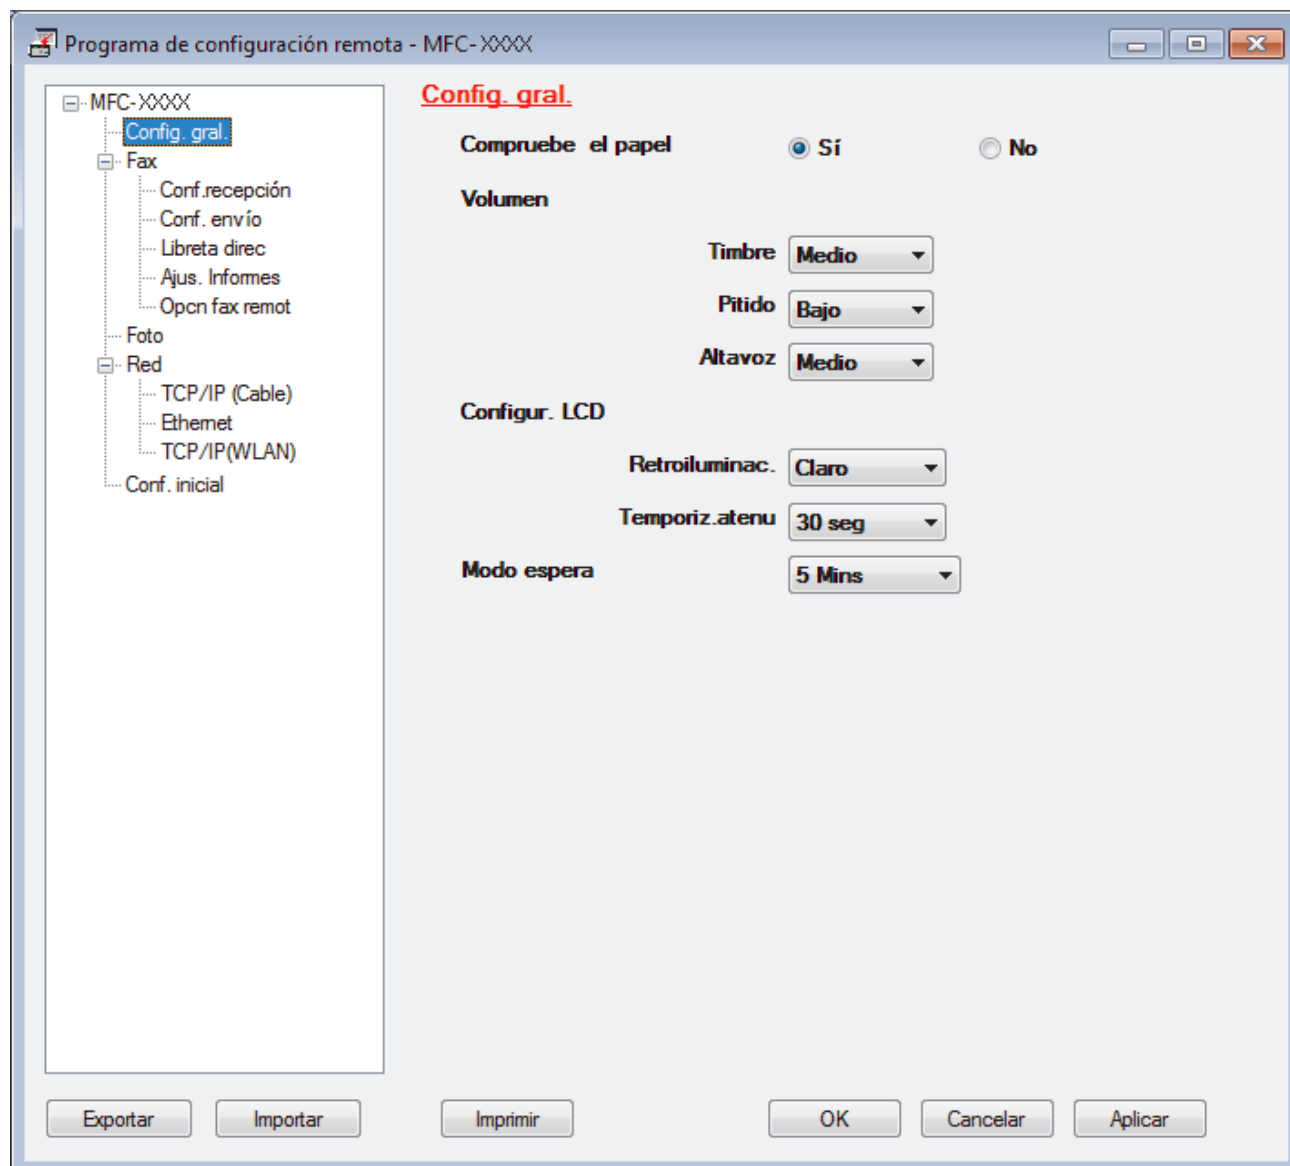 Programa de configuración remota - MFC-XXXX
MFC-XXXX
Config. gral.
Fax
Conf.recepción
Conf. envío
Libreta direc
Ajus. Informes
Opcn fax remot
Foto
Red
TCP/IP (Cable)
Ethernet
TCP/IP(WLAN)
Conf. inicial
Config. gral.
Compruebe el papel Sí No
Volumen
Timbre Medio
Pitido Bajo
Altavoz Medio
Configur. LCD
Retroiluminac. Claro
Temporiz.atenu 30 seg
Modo espera 5 Mins
Exportar Importar Imprimir OK Cancelar Aplicar